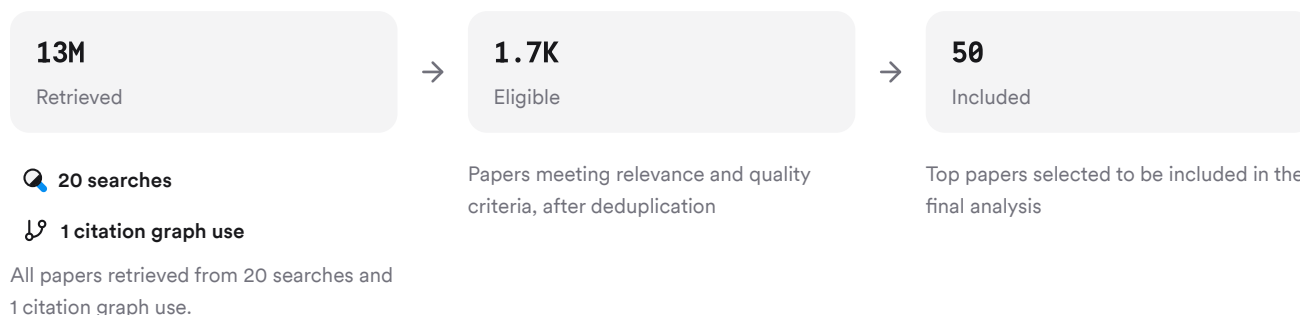 13M
Retrieved
20 searches
1 citation graph use
All papers retrieved from 20 searches and
1 citation graph use.
1.7K
Eligible
Papers meeting relevance and quality
criteria, after deduplication
50
Included
Top papers selected to be included in the
final analysis